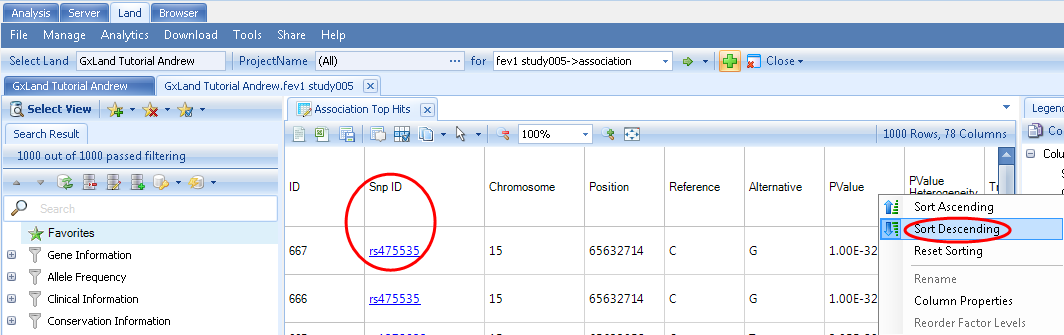 Analysis Server Land Browser
File Manage Analytics Download Tools Share Help
Select Land GxLand Tutorial Andrew ProjectName (All) ... for fev1 study005->association Close
GxLand Tutorial Andrew GxLand Tutorial Andrew.fev1 study005
Select View Association Top Hits Legend
Search Result 100% 1000 Rows, 78 Columns Co
1000 out of 1000 passed filtering Colu
ID Snp ID Chromosome Position Reference Alternative PValue PValue Heterogeneity
Search
Sort Ascending
Favorites Sort Descending
Gene Information 667 rs475535 15 65632714 C G 1.00E-32 Reset Sorting
Allele Frequency Rename
Clinical Information 666 rs475535 15 65632714 C G 1.00E-32 Column Properties
Conservation Information Reorder Factor Levels